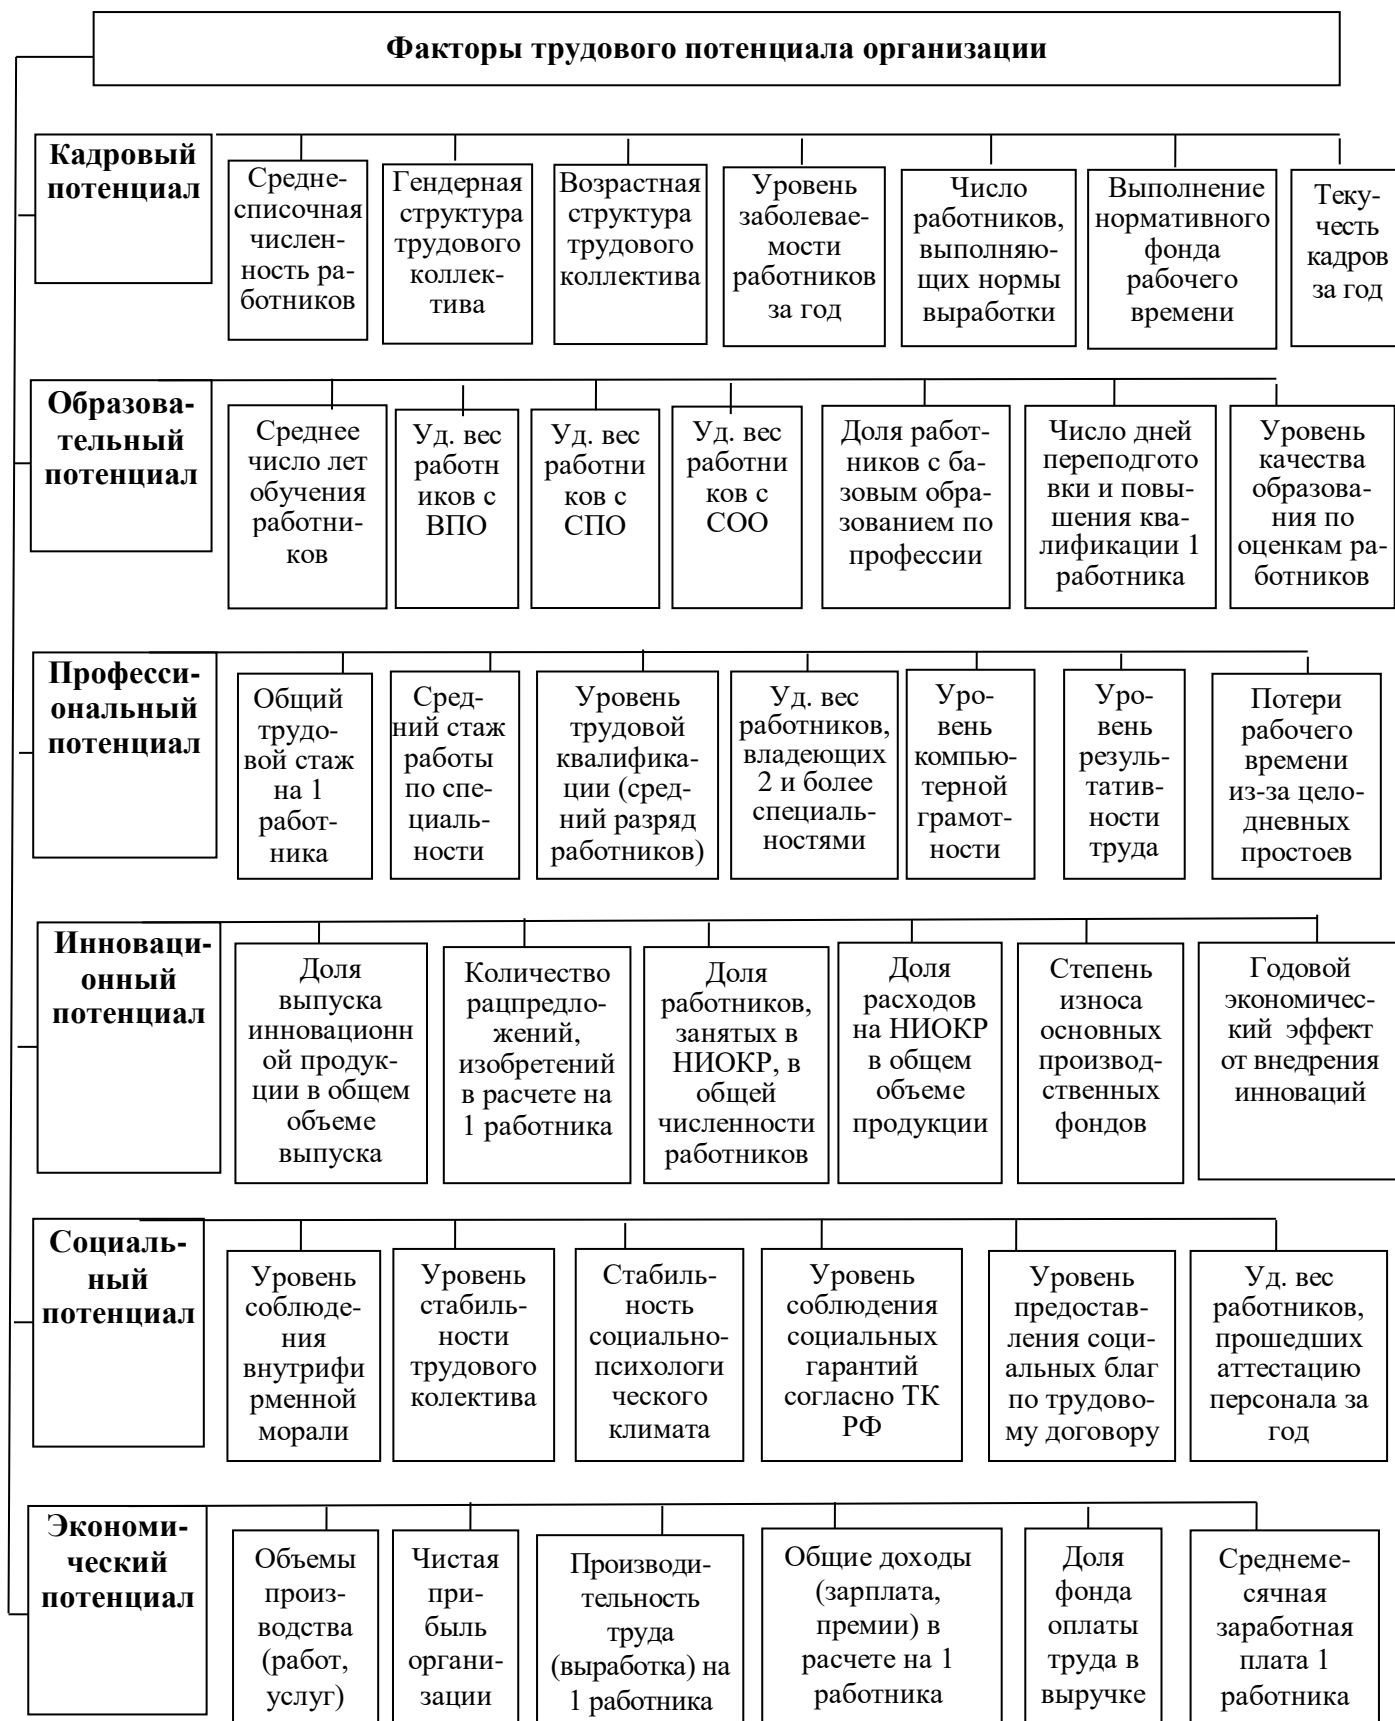 Факторы трудового потенциала организации
Кадровый
потенциал
Средне-
списочная
числен-
ность ра-
ботников
Гендерная
структура
трудового
коллек-
тива
Возрастная
структура
трудового
коллектива
Уровень
заболевае-
мости
работников
за год
Число
работников,
выполняю-
щих нормы
выработки
Выполнение
нормативного
фонда
рабочего
времени
Теку-
честь
кадров
за год
Образова-
тельный
потенциал
Среднее
число лет
обучения
работни-
ков
Уд. вес
работн
иков с
ВПО
Уд. вес
работни
ков с
СПО
Уд. вес
работни
ков с
СОО
Доля работ-
ников с ба-
зовым обра-
зованием по
профессии
Число дней
переподгото
вки и повы-
шения ква-
лификации 1
работника
Уровень
качества
образова-
ния по
оценкам ра-
ботников
Професси-
ональный
потенциал
Общий
трудо-
вой стаж
на 1
работ-
ника
Сред-
ний стаж
работы
по спе-
циаль-
ности
Уровень
трудовой
квалифика-
ции (сред-
ний разряд
работников)
Уд. вес
работников,
владеющих
2 и более
специаль-
ностями
Уро-
вень
компью-
терной
грамот-
ности
Уро-
вень
резуль-
татив-
ности
труда
Потери
рабочего
времени
из-за цело-
дневных
простоев
Инноваци-
онный
потенциал
Доля
выпуска
инновационн
ой продук-
ции в общем
объеме
выпуска
Количество
рацпредло-
жений,
изобретений
в расчете на
1 работника
Доля
работников,
занятых в
НИОКР, в
общей
численности
работников
Доля
расходов
на НИОКР
в общем
объеме
продукции
Степень
износа
основных
производ-
ственных
фондов
Годовой
экономичес-
кий эффект
от внедрения
инноваций
Социаль-
ный
потенциал
Уровень
соблюде-
ния
внутрифи
рменной
морали
Уровень
стабиль-
ности
трудового
колектива
Стабиль-
ность
социально-
психологи
ческого
климата
Уровень
соблюдения
социальных
гарантий
согласно ТК
РФ
Уровень
предостав-
ления соци-
альных благ
по трудово-
му договору
Уд. вес
работников,
прошедших
аттестацию
персонала за
год
Экономи-
ческий
потенциал
Объемы
произ-
водства
(работ,
услуг)
Чистая
при-
быль
органи-
зации
Производи-
тельность
труда
(выработка) на
1 работника
Общие доходы
(зарплата,
премии) в
расчете на 1
работника
Доля
фонда
оплаты
труда в
выручке
Среднеме-
сячная
заработная
плата 1
работника